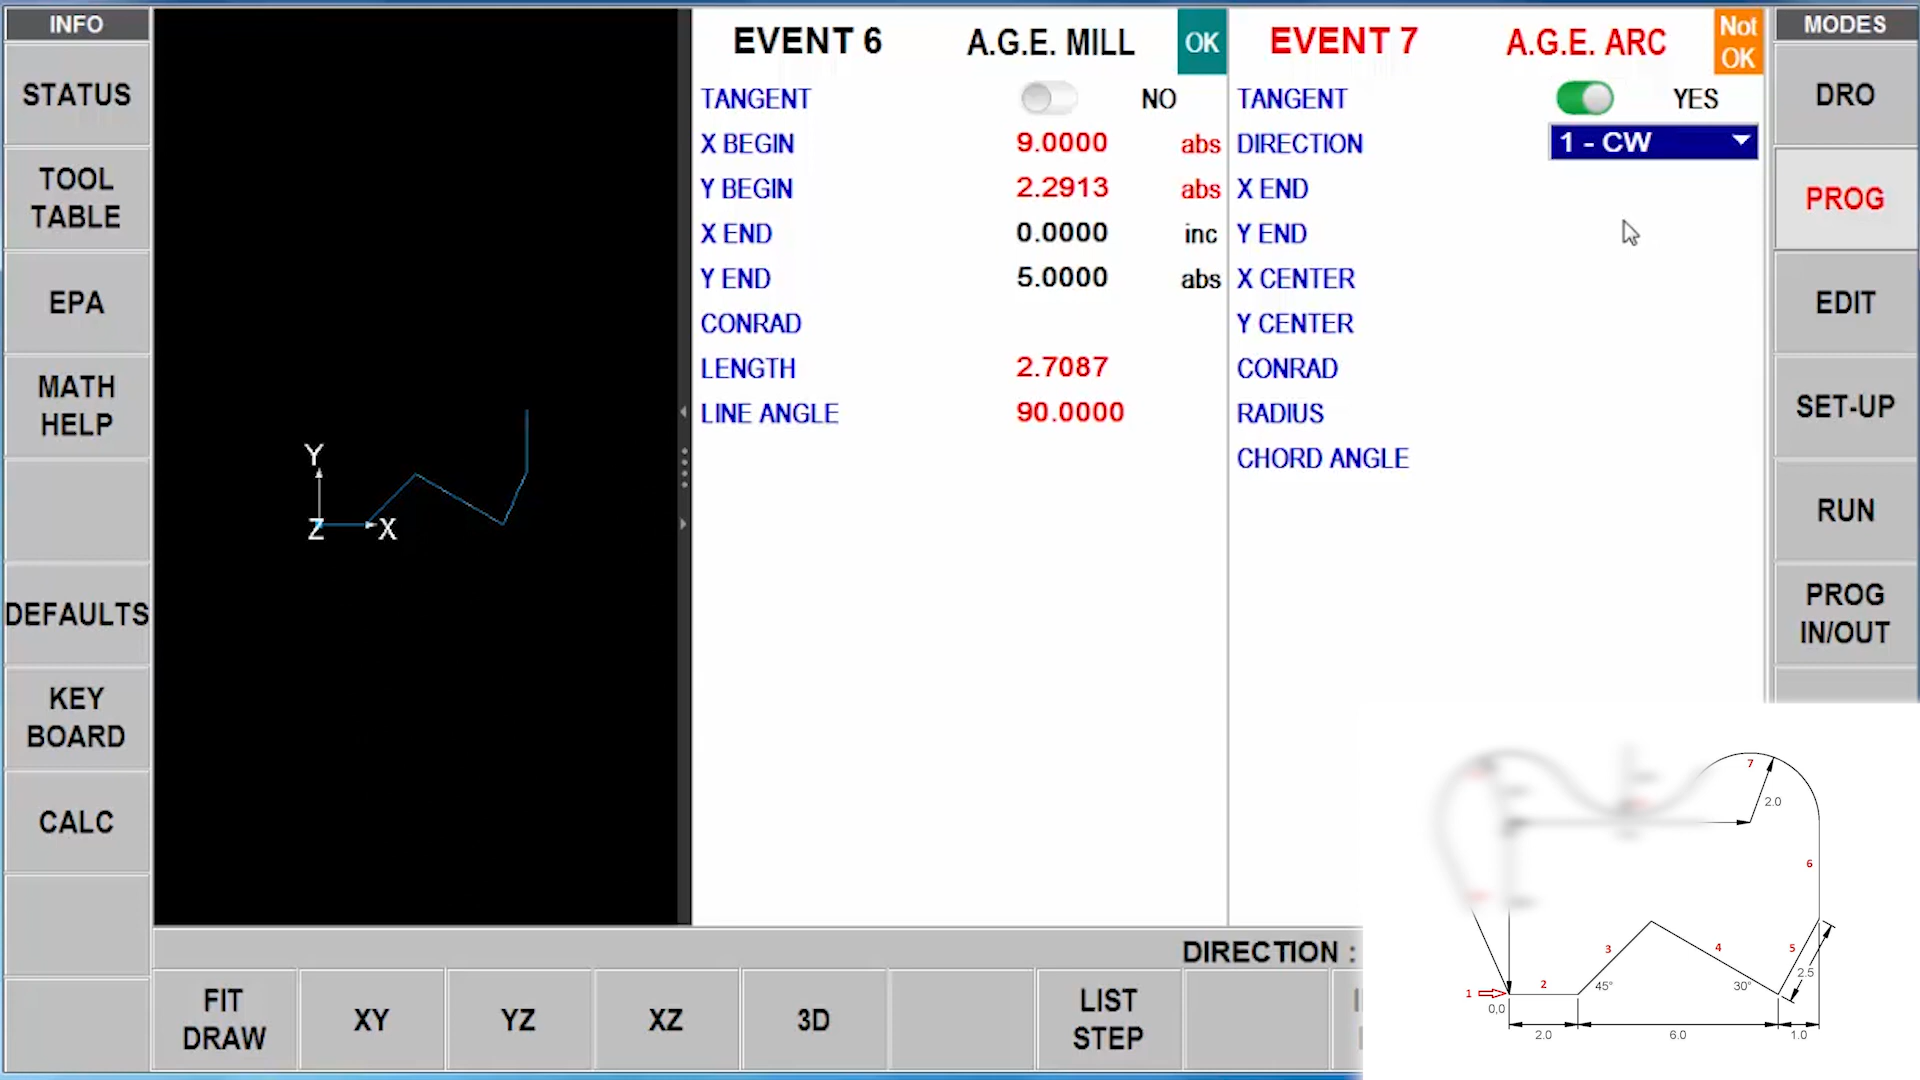 INFO
STATUS
TOOL
TABLE
EPA
MATH
HELP
DEFAULTS
KEY
BOARD
CALC
Y
Z
X
EVENT 6 A.G.E. MILL OK
TANGENT NO
X BEGIN 9.0000 abs
Y BEGIN 2.2913 abs
X END 0.0000 inc
Y END 5.0000 abs
CONRAD
LENGTH 2.7087
LINE ANGLE 90.0000
EVENT 7 A.G.E. ARC Not OK
TANGENT YES
DIRECTION 1 - CW
X END
Y END
X CENTER
Y CENTER
CONRAD
RADIUS
CHORD ANGLE
MODES
DRO
PROG
EDIT
SET-UP
RUN
PROG
IN/OUT
7
2.0
6
3
4
5
2.5
2
45°
30°
1
0,0
2.0
6.0
1.0
DIRECTION :
FIT
DRAW
XY
YZ
XZ
3D
LIST
STEP